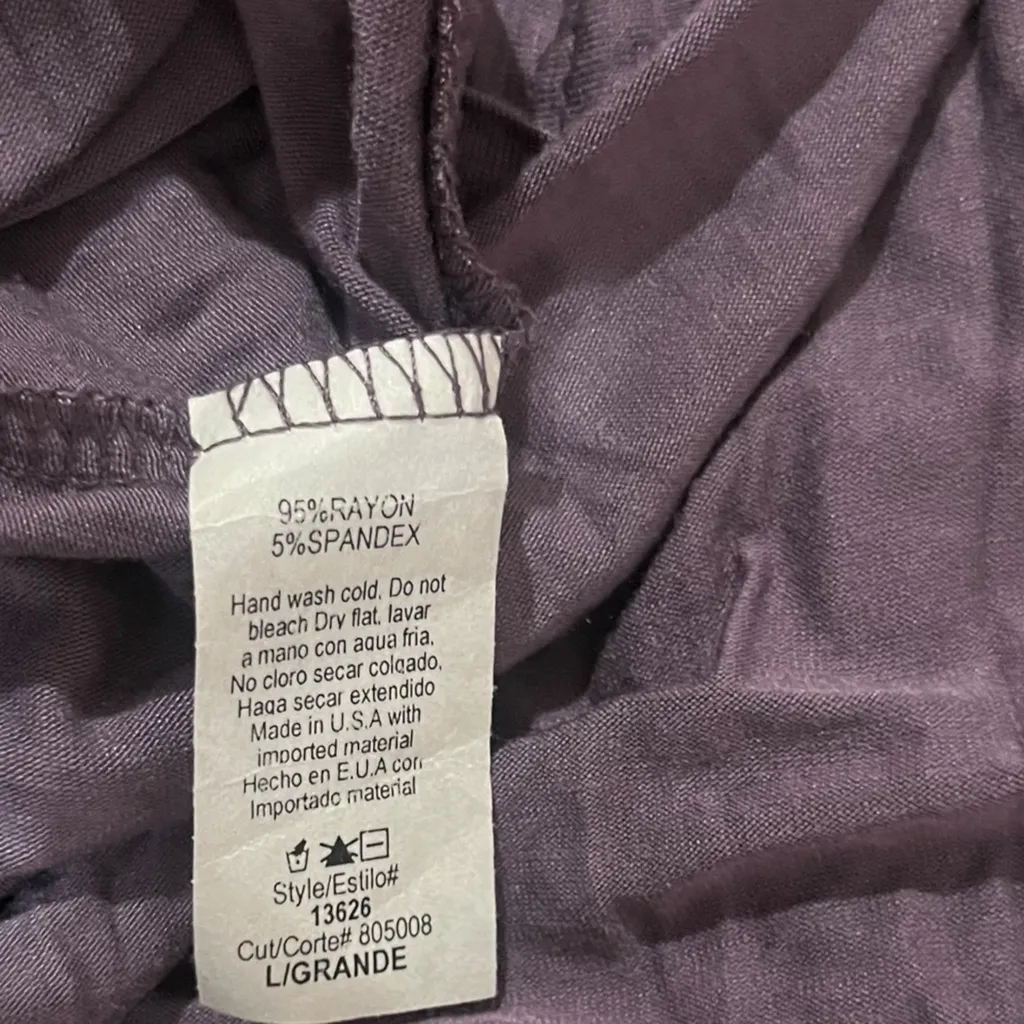 95%RAYON
5%SPANDEX
Hand wash cold. Do not
bleach Dry flat. lavar
a mano con agua fria.
No cloro secar colgado.
Haga secar extendido
Made in U.S.A with
imported material
Hecho en E.U.A con
Importado material
Style/Estilo#
13626
Cut/Corte# 805008
L/GRANDE